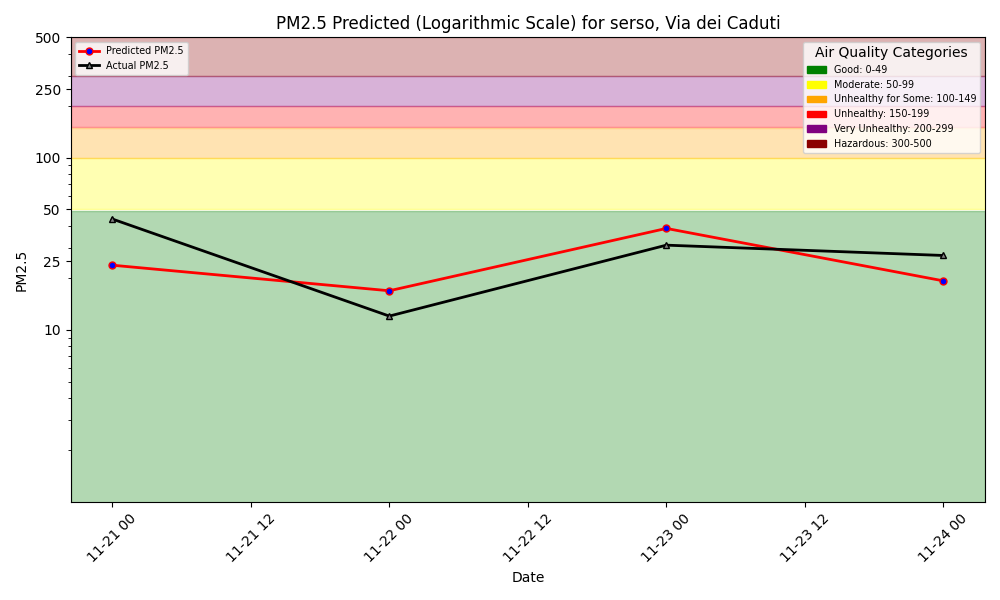 PM2.5 Predicted (Logarithmic Scale) for serso, Via dei Caduti
Predicted PM2.5
Actual PM2.5
Air Quality Categories
Good: 0-49
Moderate: 50-99
Unhealthy for Some: 100-149
Unhealthy: 150-199
Very Unhealthy: 200-299
Hazardous: 300-500
PM2.5
500
250
100
50
25
10
11-21 00
11-21 12
11-22 00
11-22 12
11-23 00
11-23 12
11-24 00
Date